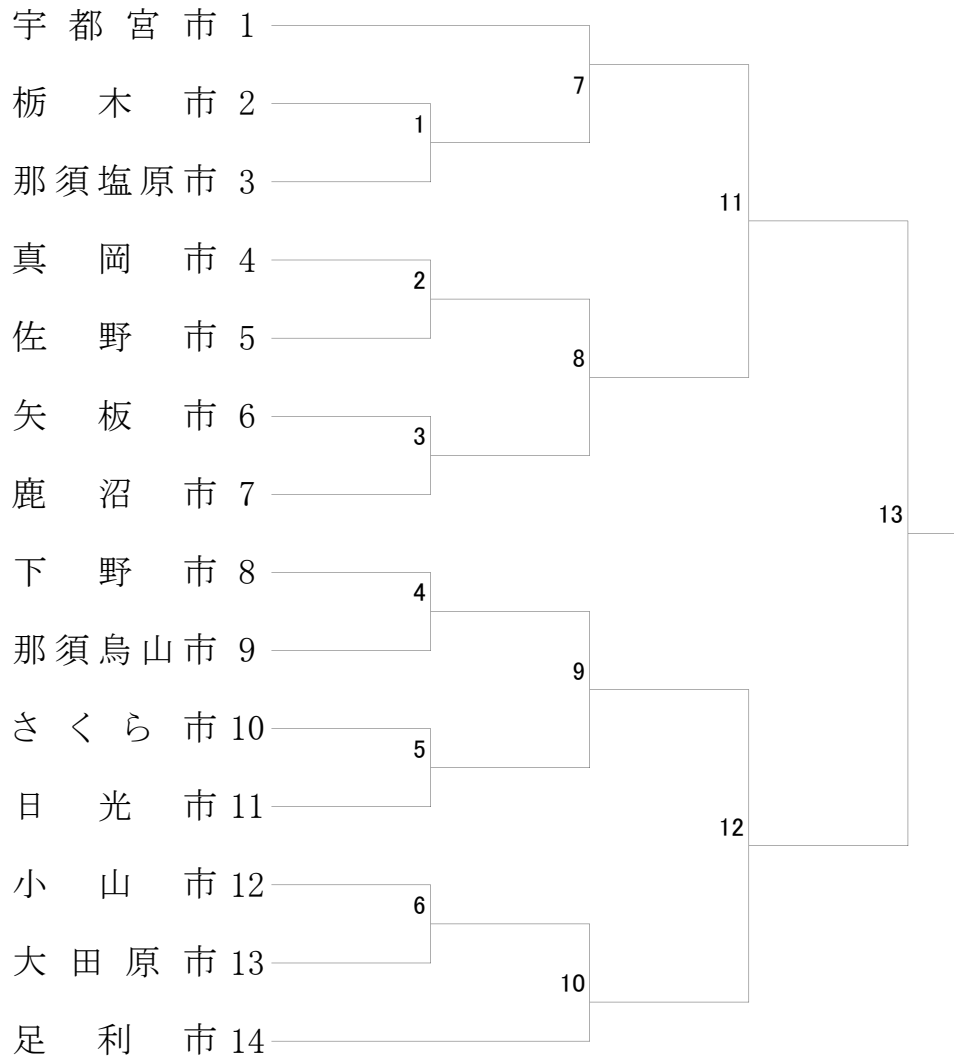 宇都宮市 1
7
栃木市 2
1
那須塩原市 3
11
真岡市 4
2
佐野市 5
8
矢板市 6
3
鹿沼市 7
13
下野市 8
4
那須烏山市 9
9
さくら市 10
5
日光市 11
12
小山市 12
6
大田原市 13
10
足利市 14